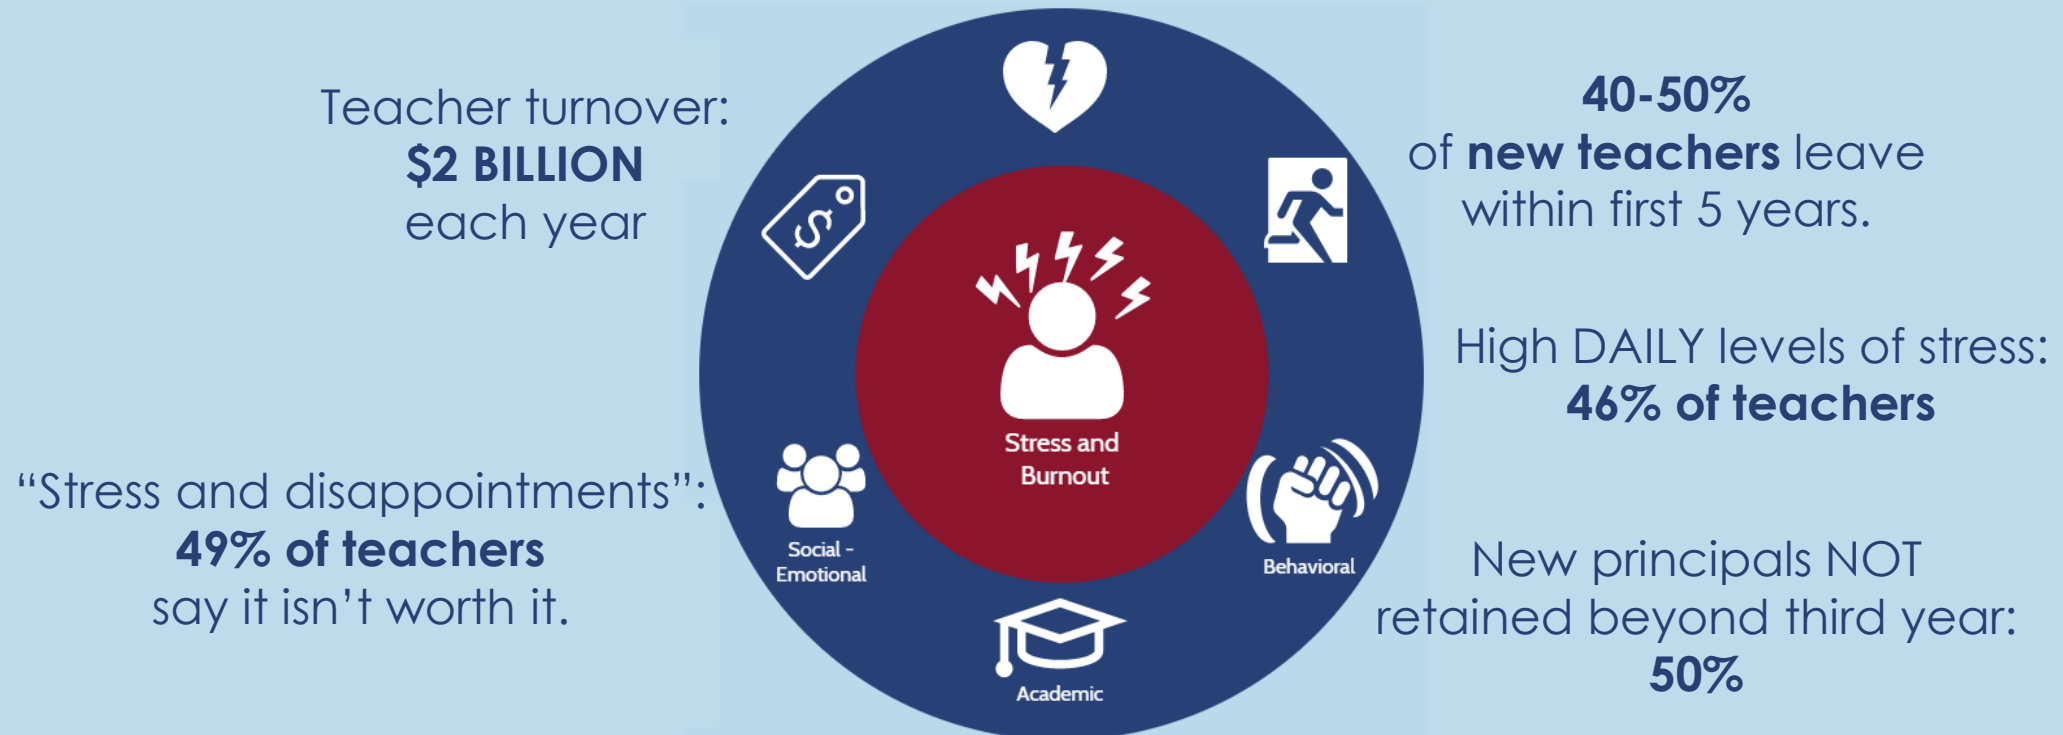 Teacher turnover:
$2 BILLION
each year
“Stress and disappointments”:
49% of teachers
say it isn’t worth it.
$
Stress and
Burnout
Social -
Emotional
Academic
Behavioral
40-50%
of new teachers leave
within first 5 years.
High DAILY levels of stress:
46% of teachers
New principals NOT
retained beyond third year:
50%